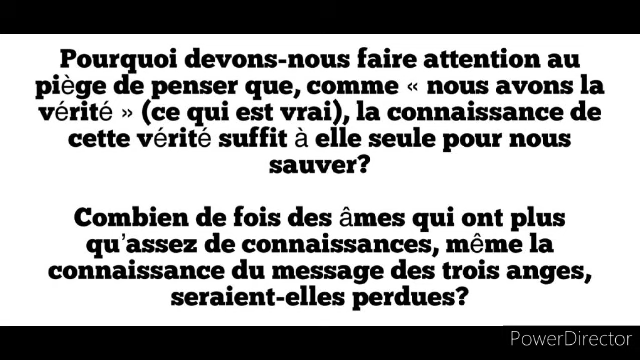 Pourquoi devons-nous faire attention au
piège de penser que, comme « nous avons la
vérité » (ce qui est vrai), la connaissance de
cette vérité suffit à elle seule pour nous
sauver?
Combien de fois des âmes qui ont plus
qu’assez de connaissances, même la
connaissance du message des trois anges,
seraient-elles perdues?
PowerDirector